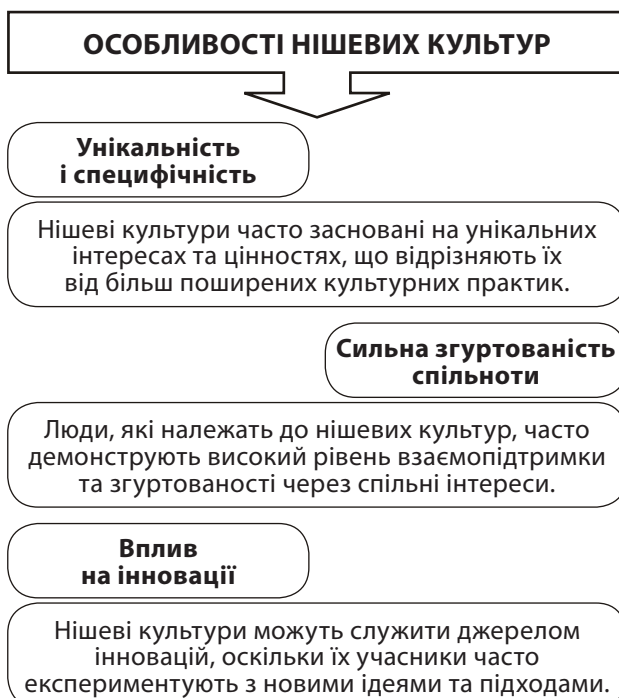 ОСОБЛИВОСТІ НІШЕВИХ КУЛЬТУР
Унікальність
і специфічність
Нішеві культури часто засновані на унікальних
інтересах та цінностях, що відрізняють їх
від більш поширених культурних практик.
Сильна згуртованість
спільноти
Люди, які належать до нішевих культур, часто
демонструють високий рівень взаємопідтримки
та згуртованості через спільні інтереси.
Вплив
на інновації
Нішеві культури можуть служити джерелом
інновацій, оскільки їх учасники часто
експериментують з новими ідеями та підходами.